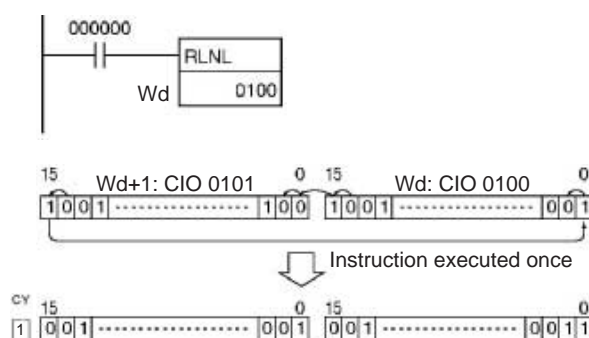 000000
RLNL
Wd 0100
15 Wd+1: CIO 0101 0 15 Wd: CIO 0100 0
1 0 0 1 1 0 0 1 0 0 1 0 0 1
Instruction executed once
CY 15 0 15 0
1 0 0 1 0 0 1 0 0 1 0 0 1 1